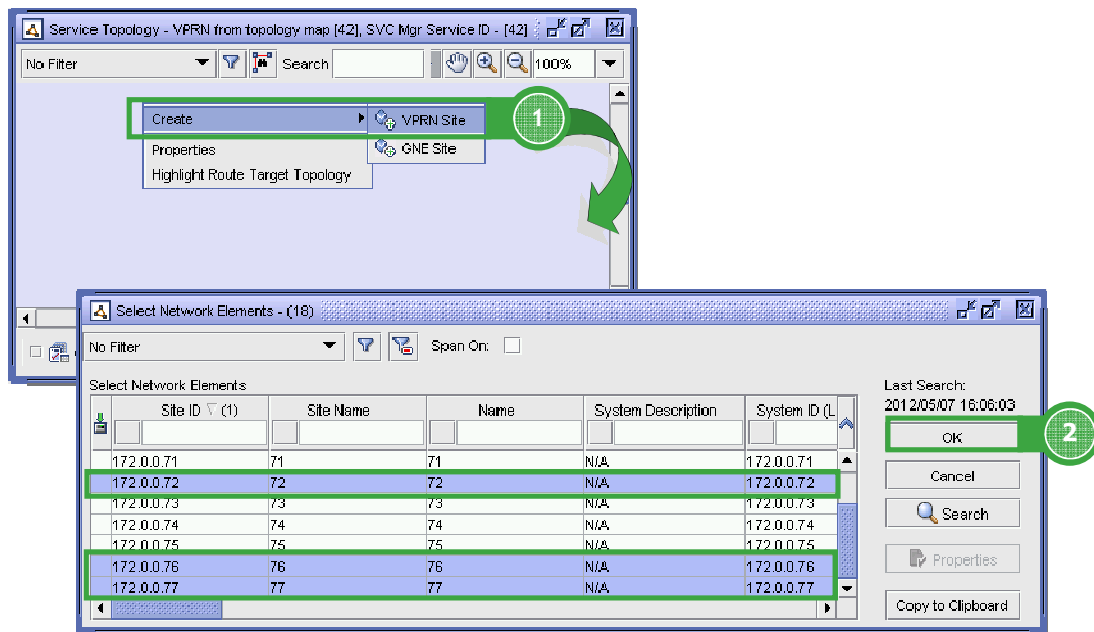 Service Topology - VPRN from topology map [42], SVC Mgr Service ID - [42]
No Filter
Search
100%
Create
VPRN Site
1
Properties
GNE Site
Highlight Route Target Topology
Select Network Elements - (18)
No Filter
Span On:
Select Network Elements
Last Search:
2012/05/07 16:06:03
Site ID (1) Site Name Name System Description System ID (L
OK
2
172.0.0.71 71 71 N/A 172.0.0.71
172.0.0.72 72 72 N/A 172.0.0.72
172.0.0.73 73 73 N/A 172.0.0.73
172.0.0.74 74 74 N/A 172.0.0.74
172.0.0.75 75 75 N/A 172.0.0.75
172.0.0.76 76 76 N/A 172.0.0.76
172.0.0.77 77 77 N/A 172.0.0.77
Cancel
Search
Properties
Copy to Clipboard